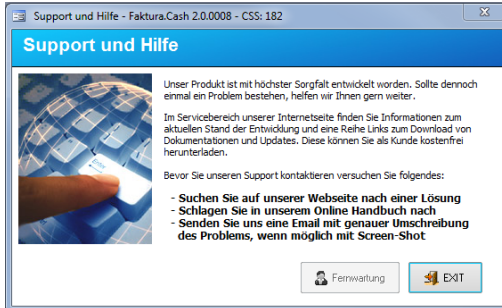 Support und Hilfe - Faktura.Cash 2.0.0008 - CSS: 182
Support und Hilfe
Unser Produkt ist mit höchster Sorgfalt entwickelt worden. Sollte dennoch
einmal ein Problem bestehen, helfen wir Ihnen gern weiter.
Im Servicebereich unserer Internetseite finden Sie Informationen zum
aktuellen Stand der Entwicklung und eine Reihe Links zum Download von
Dokumentationen und Updates. Diese können Sie als Kunde kostenfrei
herunterladen.
Bevor Sie unseren Support kontaktieren versuchen Sie folgendes:
- Suchen Sie auf unserer Webseite nach einer Lösung
- Schlagen Sie in unserem Online Handbuch nach
- Senden Sie uns eine Email mit genauer Umschreibung
des Problems, wenn möglich mit Screen-Shot
Enter
Fernwartung
EXIT